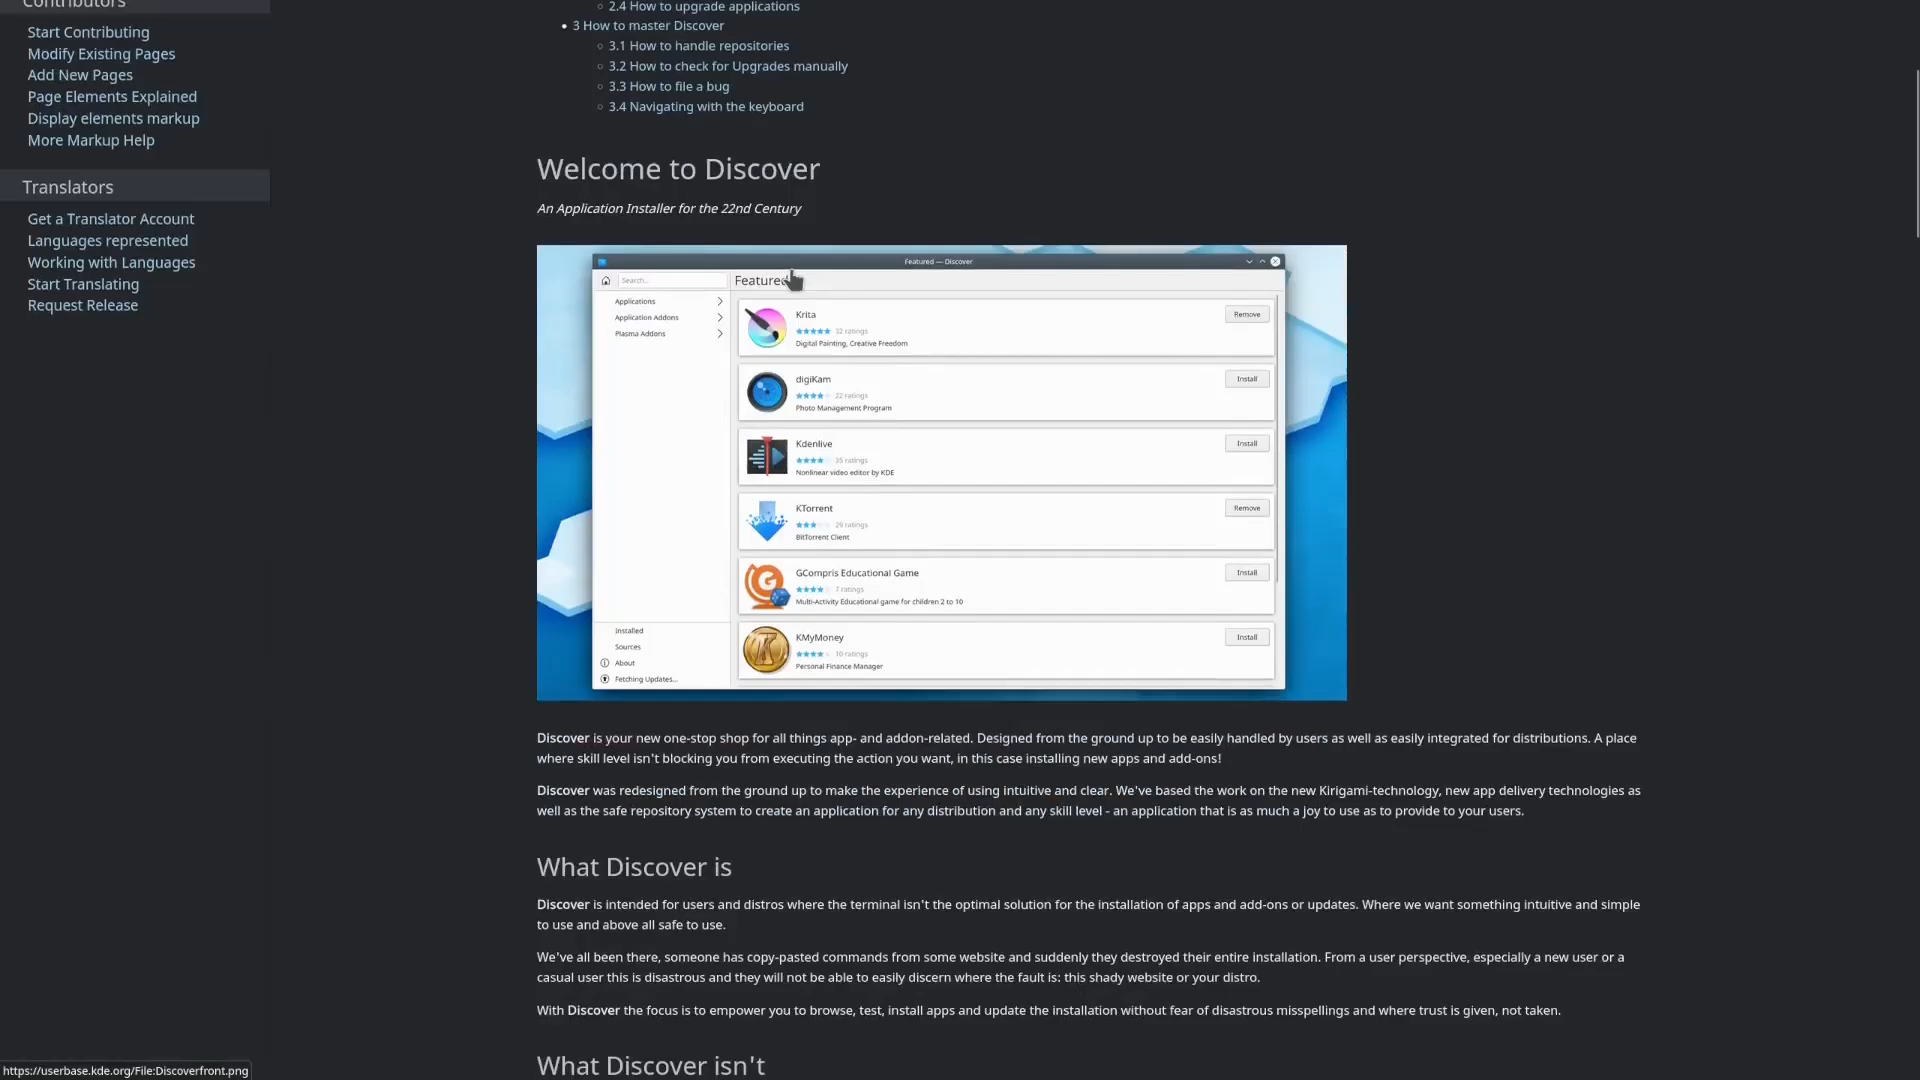 Contributors
Start Contributing
Modify Existing Pages
Add New Pages
Page Elements Explained
Display elements markup
More Markup Help
Translators
Get a Translator Account
Languages represented
Working with Languages
Start Translating
Request Release
2.4 How to upgrade applications
3 How to master Discover
3.1 How to handle repositories
3.2 How to check for Upgrades manually
3.3 How to file a bug
3.4 Navigating with the keyboard
Welcome to Discover
An Application Installer for the 22nd Century
Featured — Discover
Search...
Featured
Applications
Application Addons
Plasma Addons
Krita
32 ratings
Digital Painting, Creative Freedom
Remove
digiKam
22 ratings
Photo Management Program
Install
Kdenlive
35 ratings
Nonlinear video editor by KDE
Install
KTorrent
29 ratings
BitTorrent Client
Remove
GCompris Educational Game
7 ratings
Multi-Activity Educational game for children 2 to 10
Install
KMyMoney
10 ratings
Personal Finance Manager
Install
Installed
Sources
About
Fetching Updates...
Discover is your new one-stop shop for all things app- and addon-related. Designed from the ground up to be easily handled by users as well as easily integrated for distributions. A place
where skill level isn't blocking you from executing the action you want, in this case installing new apps and add-ons!
Discover was redesigned from the ground up to make the experience of using intuitive and clear. We've based the work on the new Kirigami-technology, new app delivery technologies as
well as the safe repository system to create an application for any distribution and any skill level - an application that is as much a joy to use as to provide to your users.
What Discover is
Discover is intended for users and distros where the terminal isn't the optimal solution for the installation of apps and add-ons or updates. Where we want something intuitive and simple
to use and above all safe to use.
We've all been there, someone has copy-pasted commands from some website and suddenly they destroyed their entire installation. From a user perspective, especially a new user or a
casual user this is disastrous and they will not be able to easily discern where the fault is: this shady website or your distro.
With Discover the focus is to empower you to browse, test, install apps and update the installation without fear of disastrous misspellings and where trust is given, not taken.
What Discover isn't
https://userbase.kde.org/File:Discoverfront.png